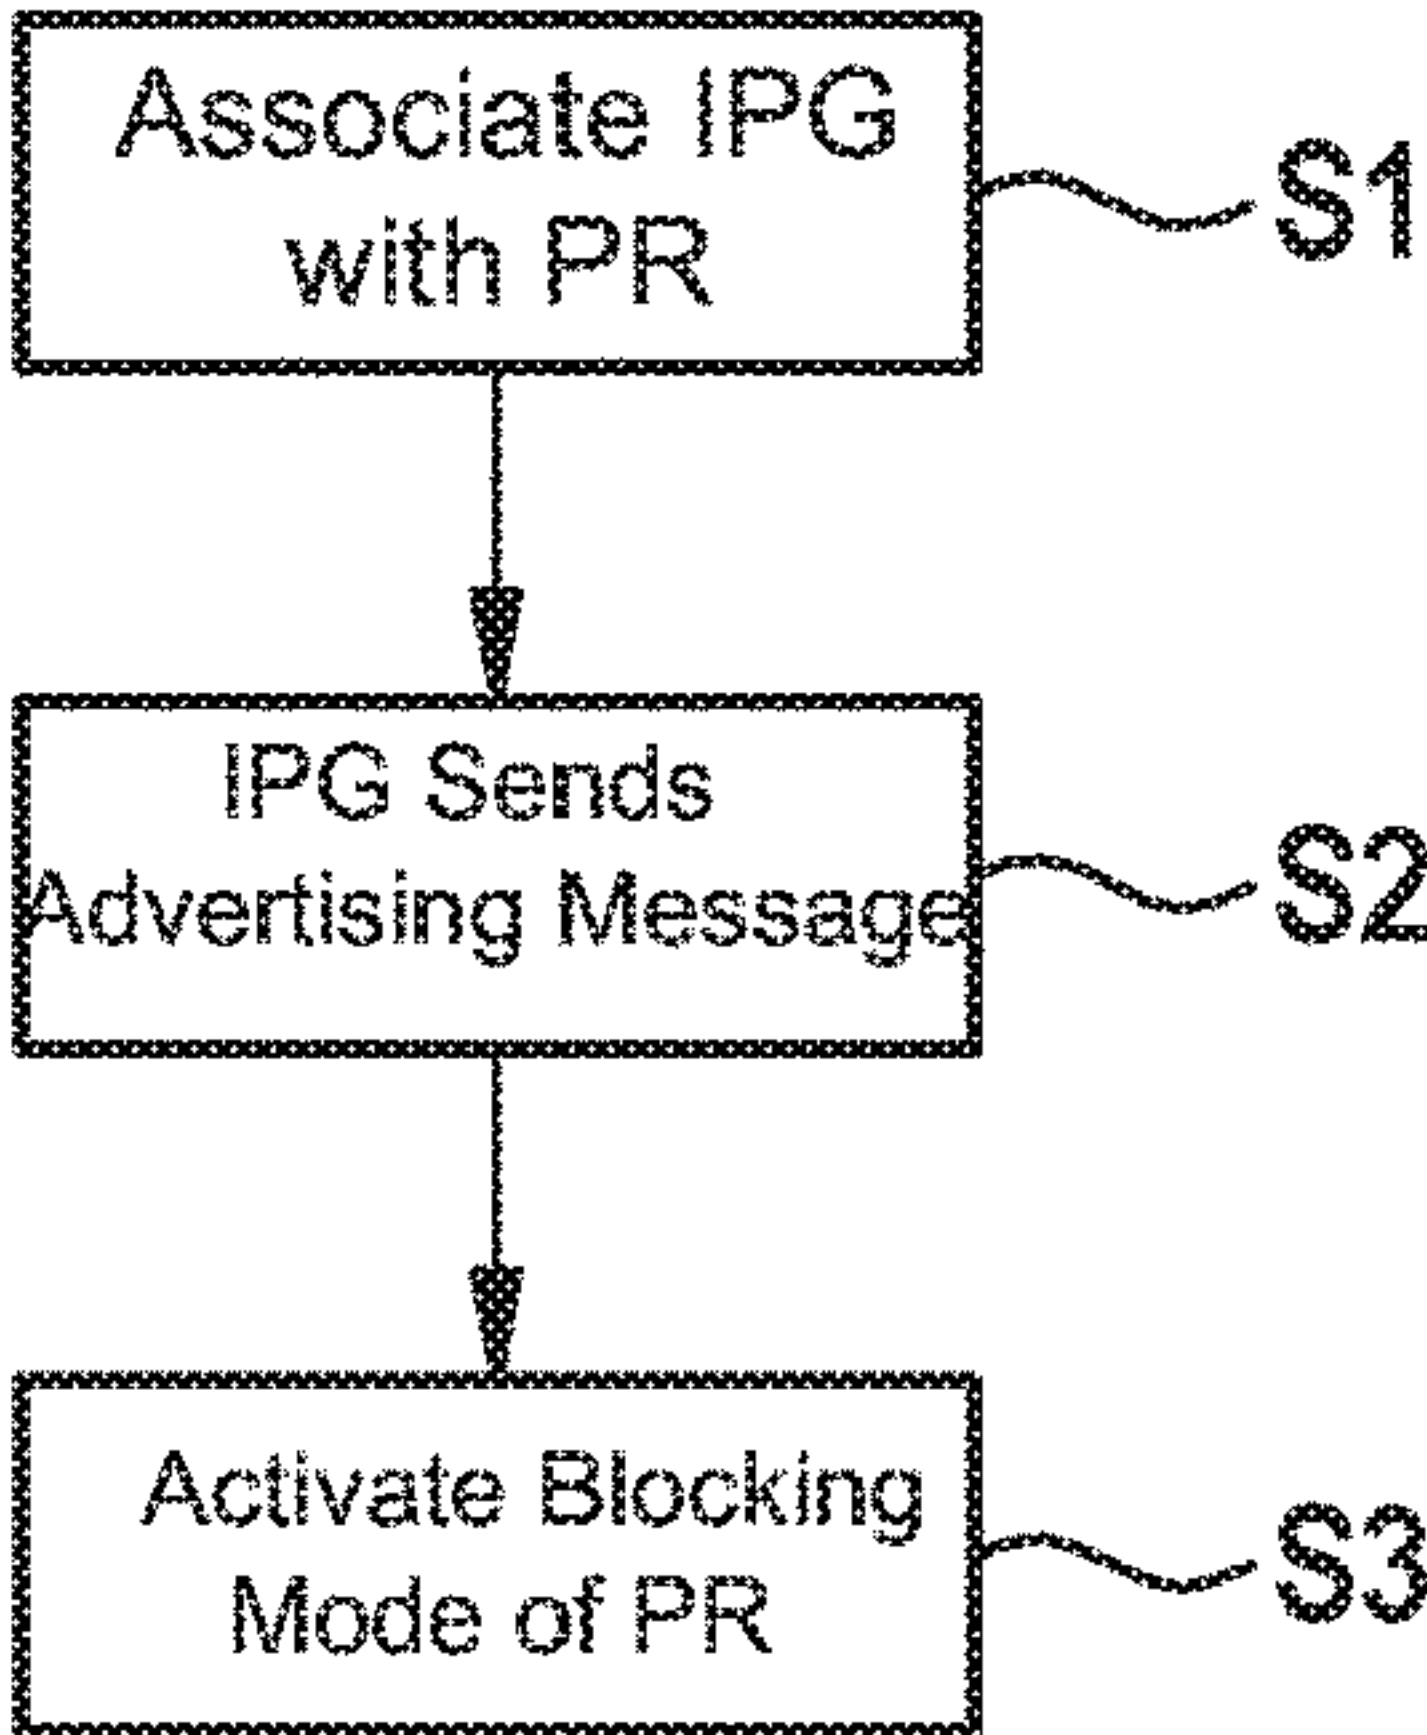 Associate IPG
with PR
S1
IPG Sends
Advertising Message
S2
Activate Blocking
Mode of PR
S3